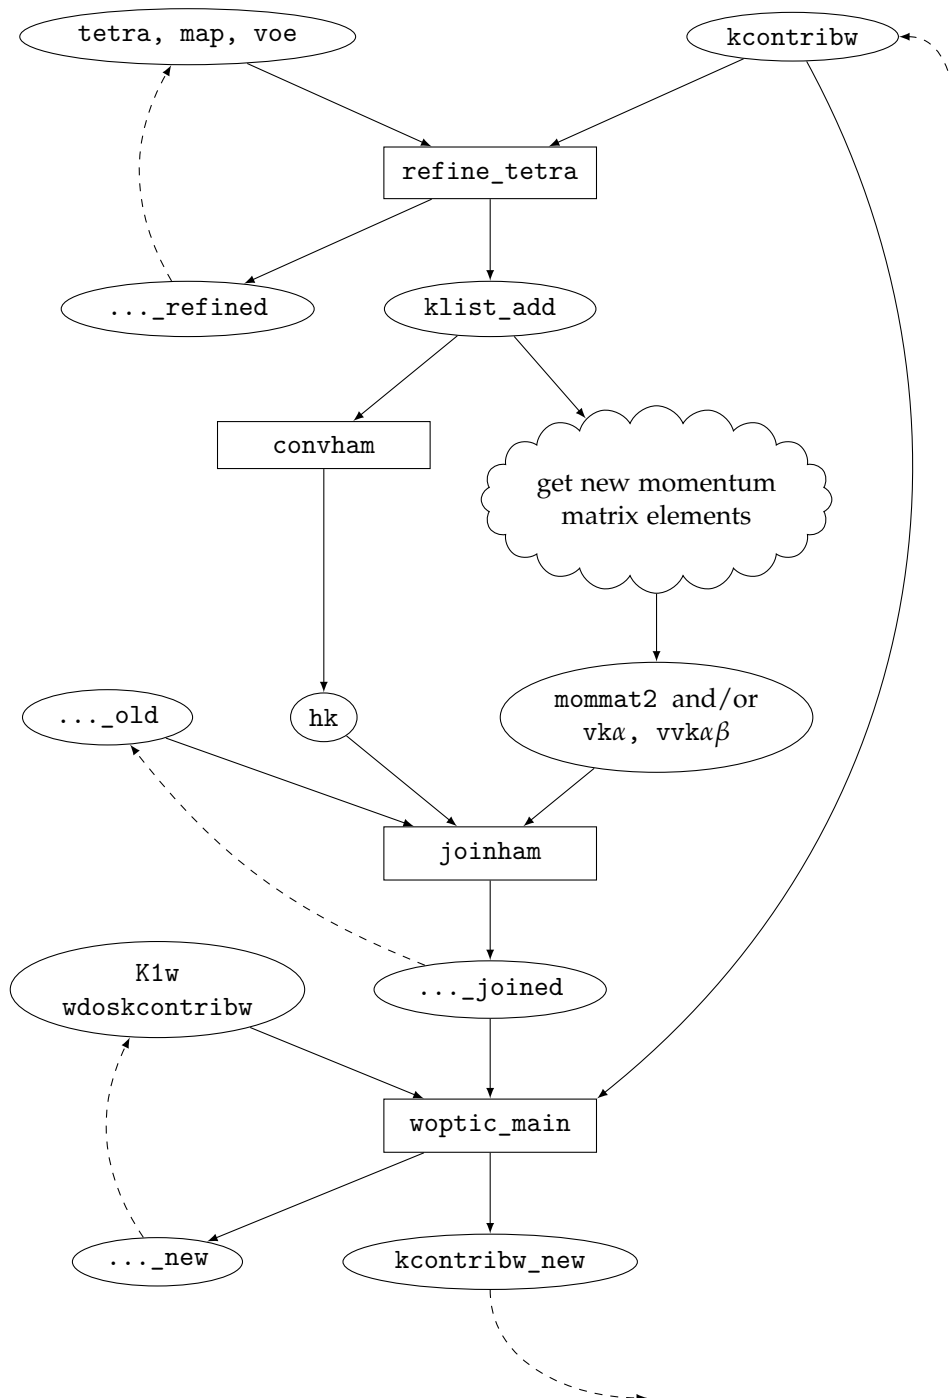 tetra, map, voe
kcontribw
refine_tetra
..._refined
klist_add
convham
get new momentum
matrix elements
..._old
hk
mommat2 and/or
vkα, vvkαβ
joinham
K1w
wdoskcontribw
..._joined
woptic_main
..._new
kcontribw_new